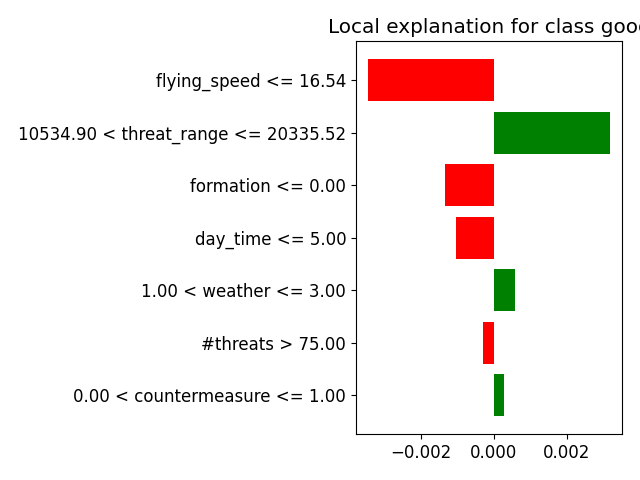 Local explanation for class goo
flying_speed <= 16.54
10534.90 < threat_range <= 20335.52
formation <= 0.00
day_time <= 5.00
1.00 < weather <= 3.00
#threats > 75.00
0.00 < countermeasure <= 1.00
−0.002 0.000 0.002